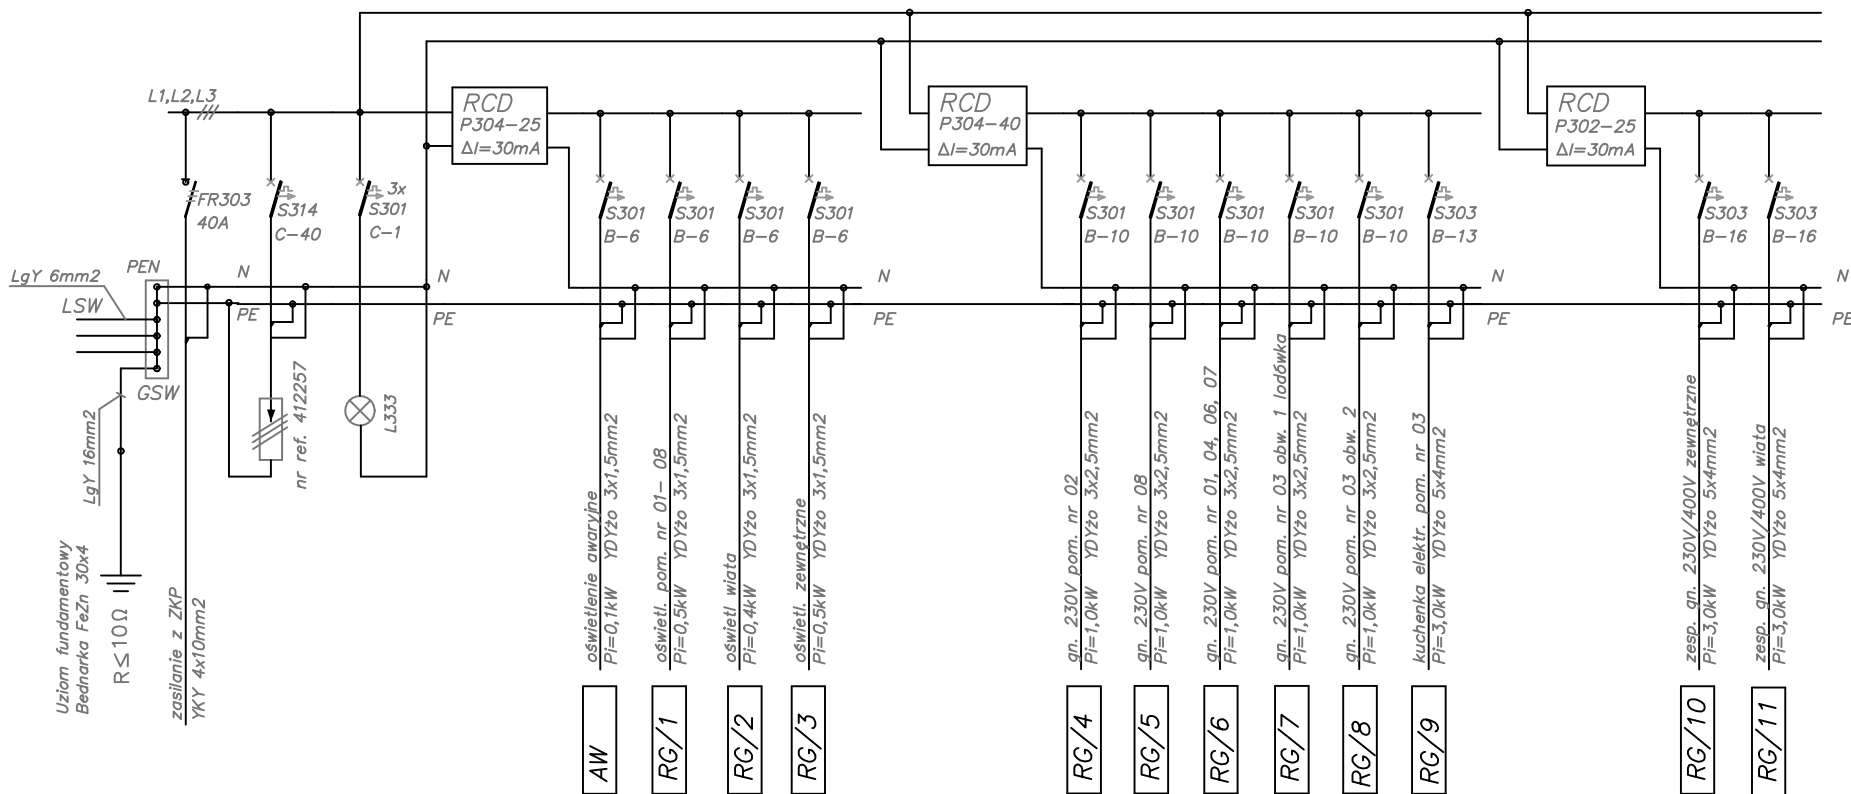 L1,L2,L3
RCD
P304-25
ΔI=30mA
RCD
P304-40
ΔI=30mA
RCD
P302-25
ΔI=30mA
FR303
40A
S314
C-40
3x
S301
C-1
S301
B-6
S301
B-6
S301
B-6
S301
B-6
S301
B-10
S301
B-10
S301
B-10
S301
B-10
S301
B-10
S303
B-13
S303
B-16
S303
B-16
LgY 6mm2
PEN
LSW
GSW
N
PE
N
PE
N
PE
N
PE
N
PE
LgY 16mm2
Uziom fundamentowy
Bednarka FeZn 30x4
R≤10Ω
zasilanie z ZKP
YKY 4x10mm2
nr ref. 412257
L333
oświetlenie awaryjne
Pi=0,1kW YDYżo 3x1,5mm2
oświetl. pom. nr 01- 08
Pi=0,5kW YDYżo 3x1,5mm2
oświetl wiata
Pi=0,4kW YDYżo 3x1,5mm2
oświetl. zewnętrzne
Pi=0,5kW YDYżo 3x1,5mm2
gn. 230V pom. nr 02
Pi=1,0kW YDYżo 3x2,5mm2
gn. 230V pom. nr 08
Pi=1,0kW YDYżo 3x2,5mm2
gn. 230V pom. nr 01, 04, 06, 07
Pi=1,0kW YDYżo 3x2,5mm2
gn. 230V pom. nr 03 obw. 1 lodówka
Pi=1,0kW YDYżo 3x2,5mm2
gn. 230V pom. nr 03 obw. 2
Pi=1,0kW YDYżo 3x2,5mm2
kuchenka elektr. pom. nr 03
Pi=3,0kW YDYżo 5x4mm2
zesp. gn. 230V/400V zewnętrzne
Pi=3,0kW YDYżo 5x4mm2
zesp. gn. 230V/400V wiata
Pi=3,0kW YDYżo 5x4mm2
AW
RG/1
RG/2
RG/3
RG/4
RG/5
RG/6
RG/7
RG/8
RG/9
RG/10
RG/11